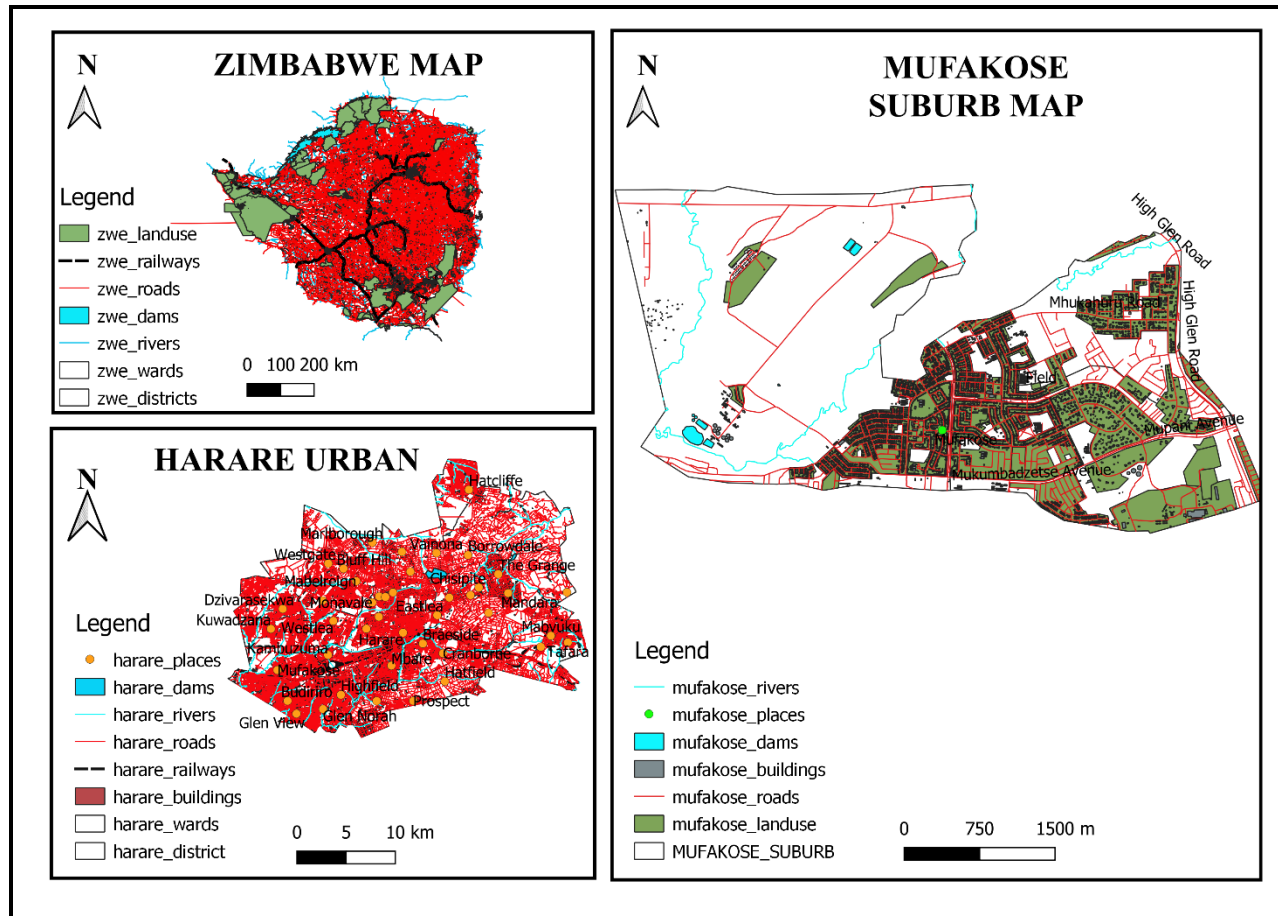 ZIMBABWE MAP
N
Legend
zwe_landuse
zwe_railways
zwe_roads
zwe_dams
zwe_rivers
zwe_wards
zwe_districts
0 100 200 km
HARARE URBAN
N
Hatcliffe
Marlborough
Vainona
Borrowdale
Westgate
Bluff Hill
The Grange
Mabelreign
Chisipite
Dzivarasekwa
Monavale
Eastlea
Mandara
Kuwadzana
Westlea
Harare
Braeside
Mabvuku
Kambuzuma
Mbare
Cranborne
Tafara
Mufakose
Hatfield
Budiriro
Highfield
Prospect
Glen View
Glen Norah
Legend
harare_places
harare_dams
harare_rivers
harare_roads
harare_railways
harare_buildings
harare_wards
harare_district
0 5 10 km
MUFAKOSE
SUBURB MAP
N
High Glen Road
Mhukahuru Road
High Glen Road
Field
Mufakose
Mupani Avenue
Mukumbadzetse Avenue
Legend
mufakose_rivers
mufakose_places
mufakose_dams
mufakose_buildings
mufakose_roads
mufakose_landuse
MUFAKOSE_SUBURB
0 750 1500 m